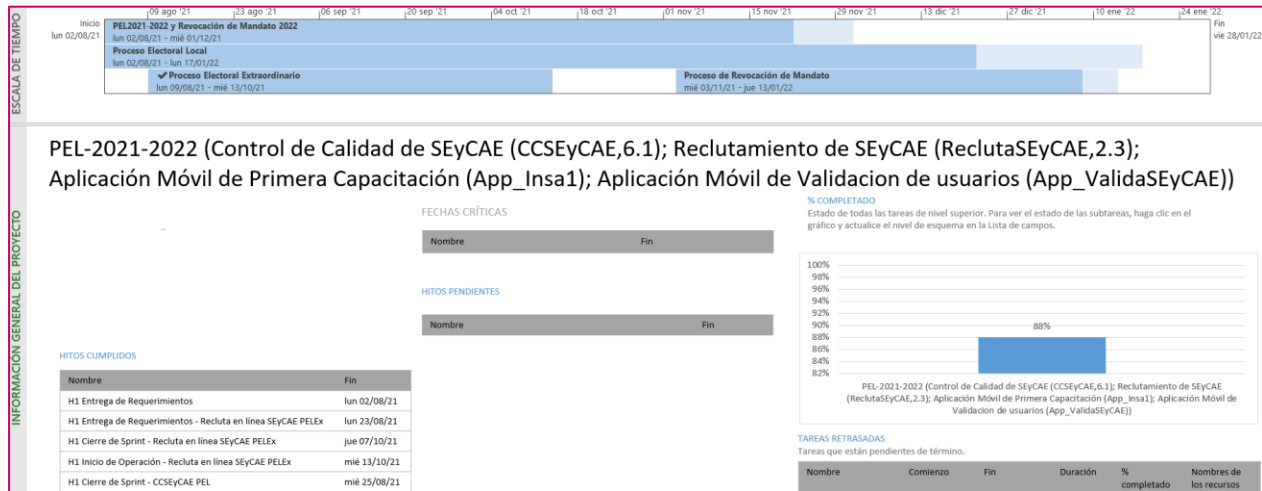 ESCALA DE TIEMPO
09 ago '21 23 ago '21 06 sep '21 20 sep '21 04 oct '21 18 oct '21 01 nov '21 15 nov '21 29 nov '21 13 dic '21 27 dic '21 10 ene '22 24 ene '22
Inicio
lun 02/08/21
PEL2021-2022 y Revocación de Mandato 2022
lun 02/08/21 - mié 01/12/21
Proceso Electoral Local
lun 02/08/21 - lun 17/01/22
✔ Proceso Electoral Extraordinario
lun 09/08/21 - mié 13/10/21
Proceso de Revocación de Mandato
mié 03/11/21 - jue 13/01/22
Fin
vie 28/01/22
INFORMACIÓN GENERAL DEL PROYECTO
PEL-2021-2022 (Control de Calidad de SEyCAE (CCSEyCAE,6.1); Reclutamiento de SEyCAE (ReclutaSEyCAE,2.3);
Aplicación Móvil de Primera Capacitación (App_Insa1); Aplicación Móvil de Validacion de usuarios (App_ValidaSEyCAE))
FECHAS CRÍTICAS
Nombre Fin
HITOS PENDIENTES
Nombre Fin
HITOS CUMPLIDOS
Nombre Fin
H1 Entrega de Requerimientos lun 02/08/21
H1 Entrega de Requerimientos - Recluta en línea SEyCAE PELEx lun 23/08/21
H1 Cierre de Sprint - Recluta en línea SEyCAE PELEx jue 07/10/21
H1 Inicio de Operación - Recluta en línea SEyCAE PELEx mié 13/10/21
H1 Cierre de Sprint - CCSEyCAE PEL mié 25/08/21
% COMPLETADO
Estado de todas las tareas de nivel superior. Para ver el estado de las subtareas, haga clic en el
gráfico y actualice el nivel de esquema en la Lista de campos.
100%
98%
96%
94%
92%
90%
88%
86%
84%
82%
88%
PEL-2021-2022 (Control de Calidad de SEyCAE (CCSEyCAE,6.1); Reclutamiento de SEyCAE
(ReclutaSEyCAE,2.3); Aplicación Móvil de Primera Capacitación (App_Insa1); Aplicación Móvil de
Validacion de usuarios (App_ValidaSEyCAE))
TAREAS RETRASADAS
Tareas que están pendientes de término.
Nombre Comienzo Fin Duración % completado Nombres de los recursos